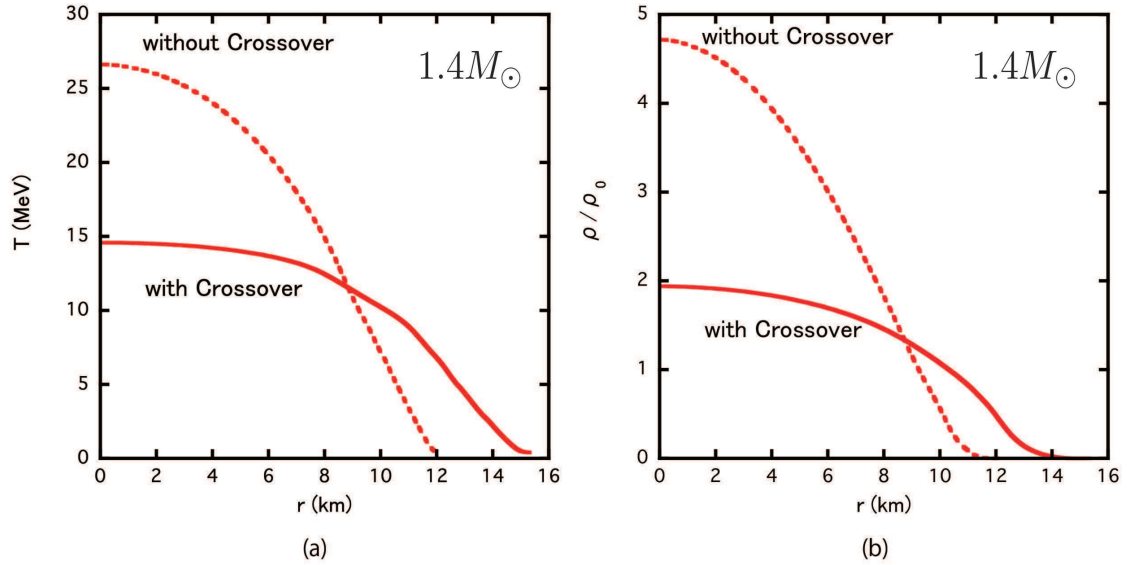 30
25
20
15
10
5
0
T (MeV)
without Crossover
1.4M☉
with Crossover
0 2 4 6 8 10 12 14 16
r (km)
(a)
5
4
3
2
1
0
ρ / ρ₀
without Crossover
1.4M☉
with Crossover
0 2 4 6 8 10 12 14 16
r (km)
(b)